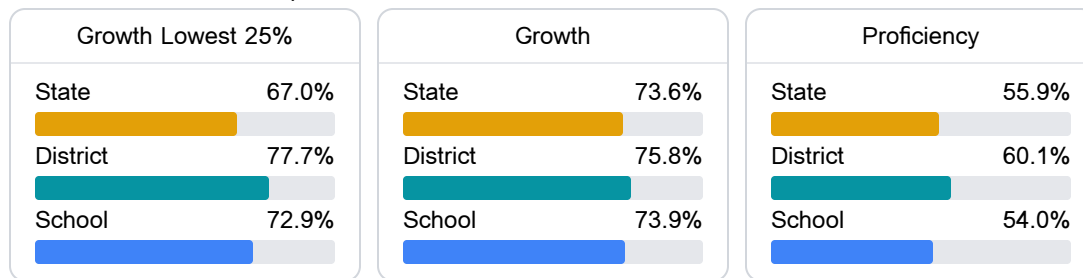 Growth Lowest 25%
State 67.0%
District 77.7%
School 72.9%
Growth
State 73.6%
District 75.8%
School 73.9%
Proficiency
State 55.9%
District 60.1%
School 54.0%